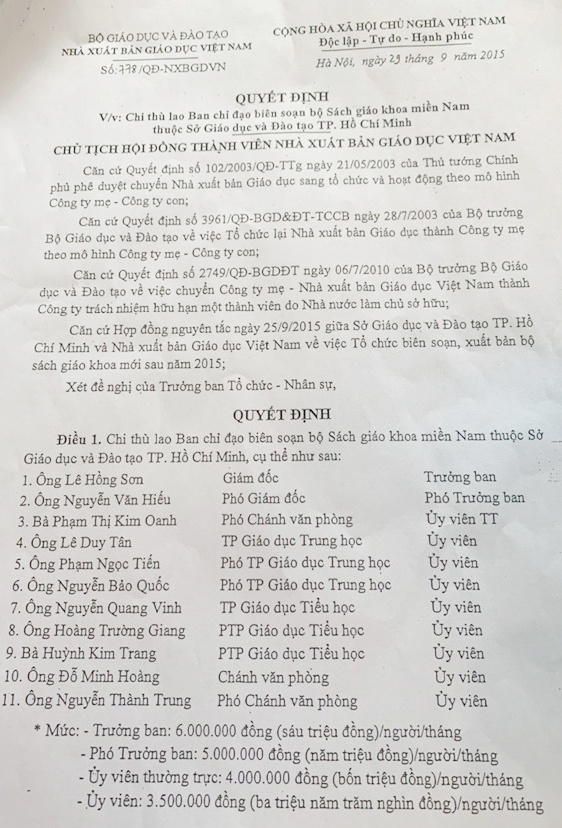 BỘ GIÁO DỤC VÀ ĐÀO TẠO
NHÀ XUẤT BẢN GIÁO DỤC VIỆT NAM
Số:778/QĐ-NXBGDVN
CỘNG HÒA XÃ HỘI CHỦ NGHĨA VIỆT NAM
Độc lập - Tự do - Hạnh phúc
Hà Nội, ngày 29 tháng 9 năm 2015
QUYẾT ĐỊNH
V/v: Chi thù lao Ban chỉ đạo biên soạn bộ Sách giáo khoa miền Nam
thuộc Sở Giáo dục và Đào tạo TP. Hồ Chí Minh
CHỦ TỊCH HỘI ĐỒNG THÀNH VIÊN NHÀ XUẤT BẢN GIÁO DỤC VIỆT NAM
Căn cứ Quyết định số 102/2003/QĐ-TTg ngày 21/05/2003 của Thủ tướng Chính
phủ phê duyệt chuyển Nhà xuất bản Giáo dục sang tổ chức và hoạt động theo mô hình
Công ty mẹ - Công ty con;
Căn cứ Quyết định số 3961/QĐ-BGD&ĐT-TCCB ngày 28/7/2003 của Bộ trưởng
Bộ Giáo dục và Đào tạo về việc Tổ chức lại Nhà xuất bản Giáo dục thành Công ty mẹ
theo mô hình Công ty mẹ - Công ty con;
Căn cứ Quyết định số 2749/QĐ-BGDĐT ngày 06/7/2010 của Bộ trưởng Bộ Giáo
dục và Đào tạo về việc chuyển Công ty mẹ - Nhà xuất bản Giáo dục Việt Nam thành
Công ty trách nhiệm hữu hạn một thành viên do Nhà nước làm chủ sở hữu;
Căn cứ Hợp đồng nguyên tắc ngày 25/9/2015 giữa Sở Giáo dục và Đào tạo TP. Hồ
Chí Minh và Nhà xuất bản Giáo dục Việt Nam về việc Tổ chức biên soạn, xuất bản bộ
sách giáo khoa mới sau năm 2015;
Xét đề nghị của Trưởng ban Tổ chức - Nhân sự,
QUYẾT ĐỊNH
Điều 1. Chi thù lao Ban chỉ đạo biên soạn bộ Sách giáo khoa miền Nam thuộc Sở
Giáo dục và Đào tạo TP. Hồ Chí Minh, cụ thể như sau:
1. Ông Lê Hồng Sơn Giám đốc Trưởng ban
2. Ông Nguyễn Văn Hiếu Phó Giám đốc Phó Trưởng ban
3. Bà Phạm Thị Kim Oanh Phó Chánh văn phòng Ủy viên TT
4. Ông Lê Duy Tân TP Giáo dục Trung học Ủy viên
5. Ông Phạm Ngọc Tiến Phó TP Giáo dục Trung học Ủy viên
6. Ông Nguyễn Bảo Quốc Phó TP Giáo dục Trung học Ủy viên
7. Ông Nguyễn Quang Vinh TP Giáo dục Tiểu học Ủy viên
8. Ông Hoàng Trường Giang PTP Giáo dục Tiểu học Ủy viên
9. Bà Huỳnh Kim Trang PTP Giáo dục Tiểu học Ủy viên
10. Ông Đỗ Minh Hoàng Chánh văn phòng Ủy viên
11. Ông Nguyễn Thành Trung Phó Chánh văn phòng Ủy viên
* Mức: - Trưởng ban: 6.000.000 đồng (sáu triệu đồng)/người/tháng
- Phó Trưởng ban: 5.000.000 đồng (năm triệu đồng)/người/tháng
- Ủy viên thường trực: 4.000.000 đồng (bốn triệu đồng)/người/tháng
- Ủy viên: 3.500.000 đồng (ba triệu năm trăm nghìn đồng)/người/tháng